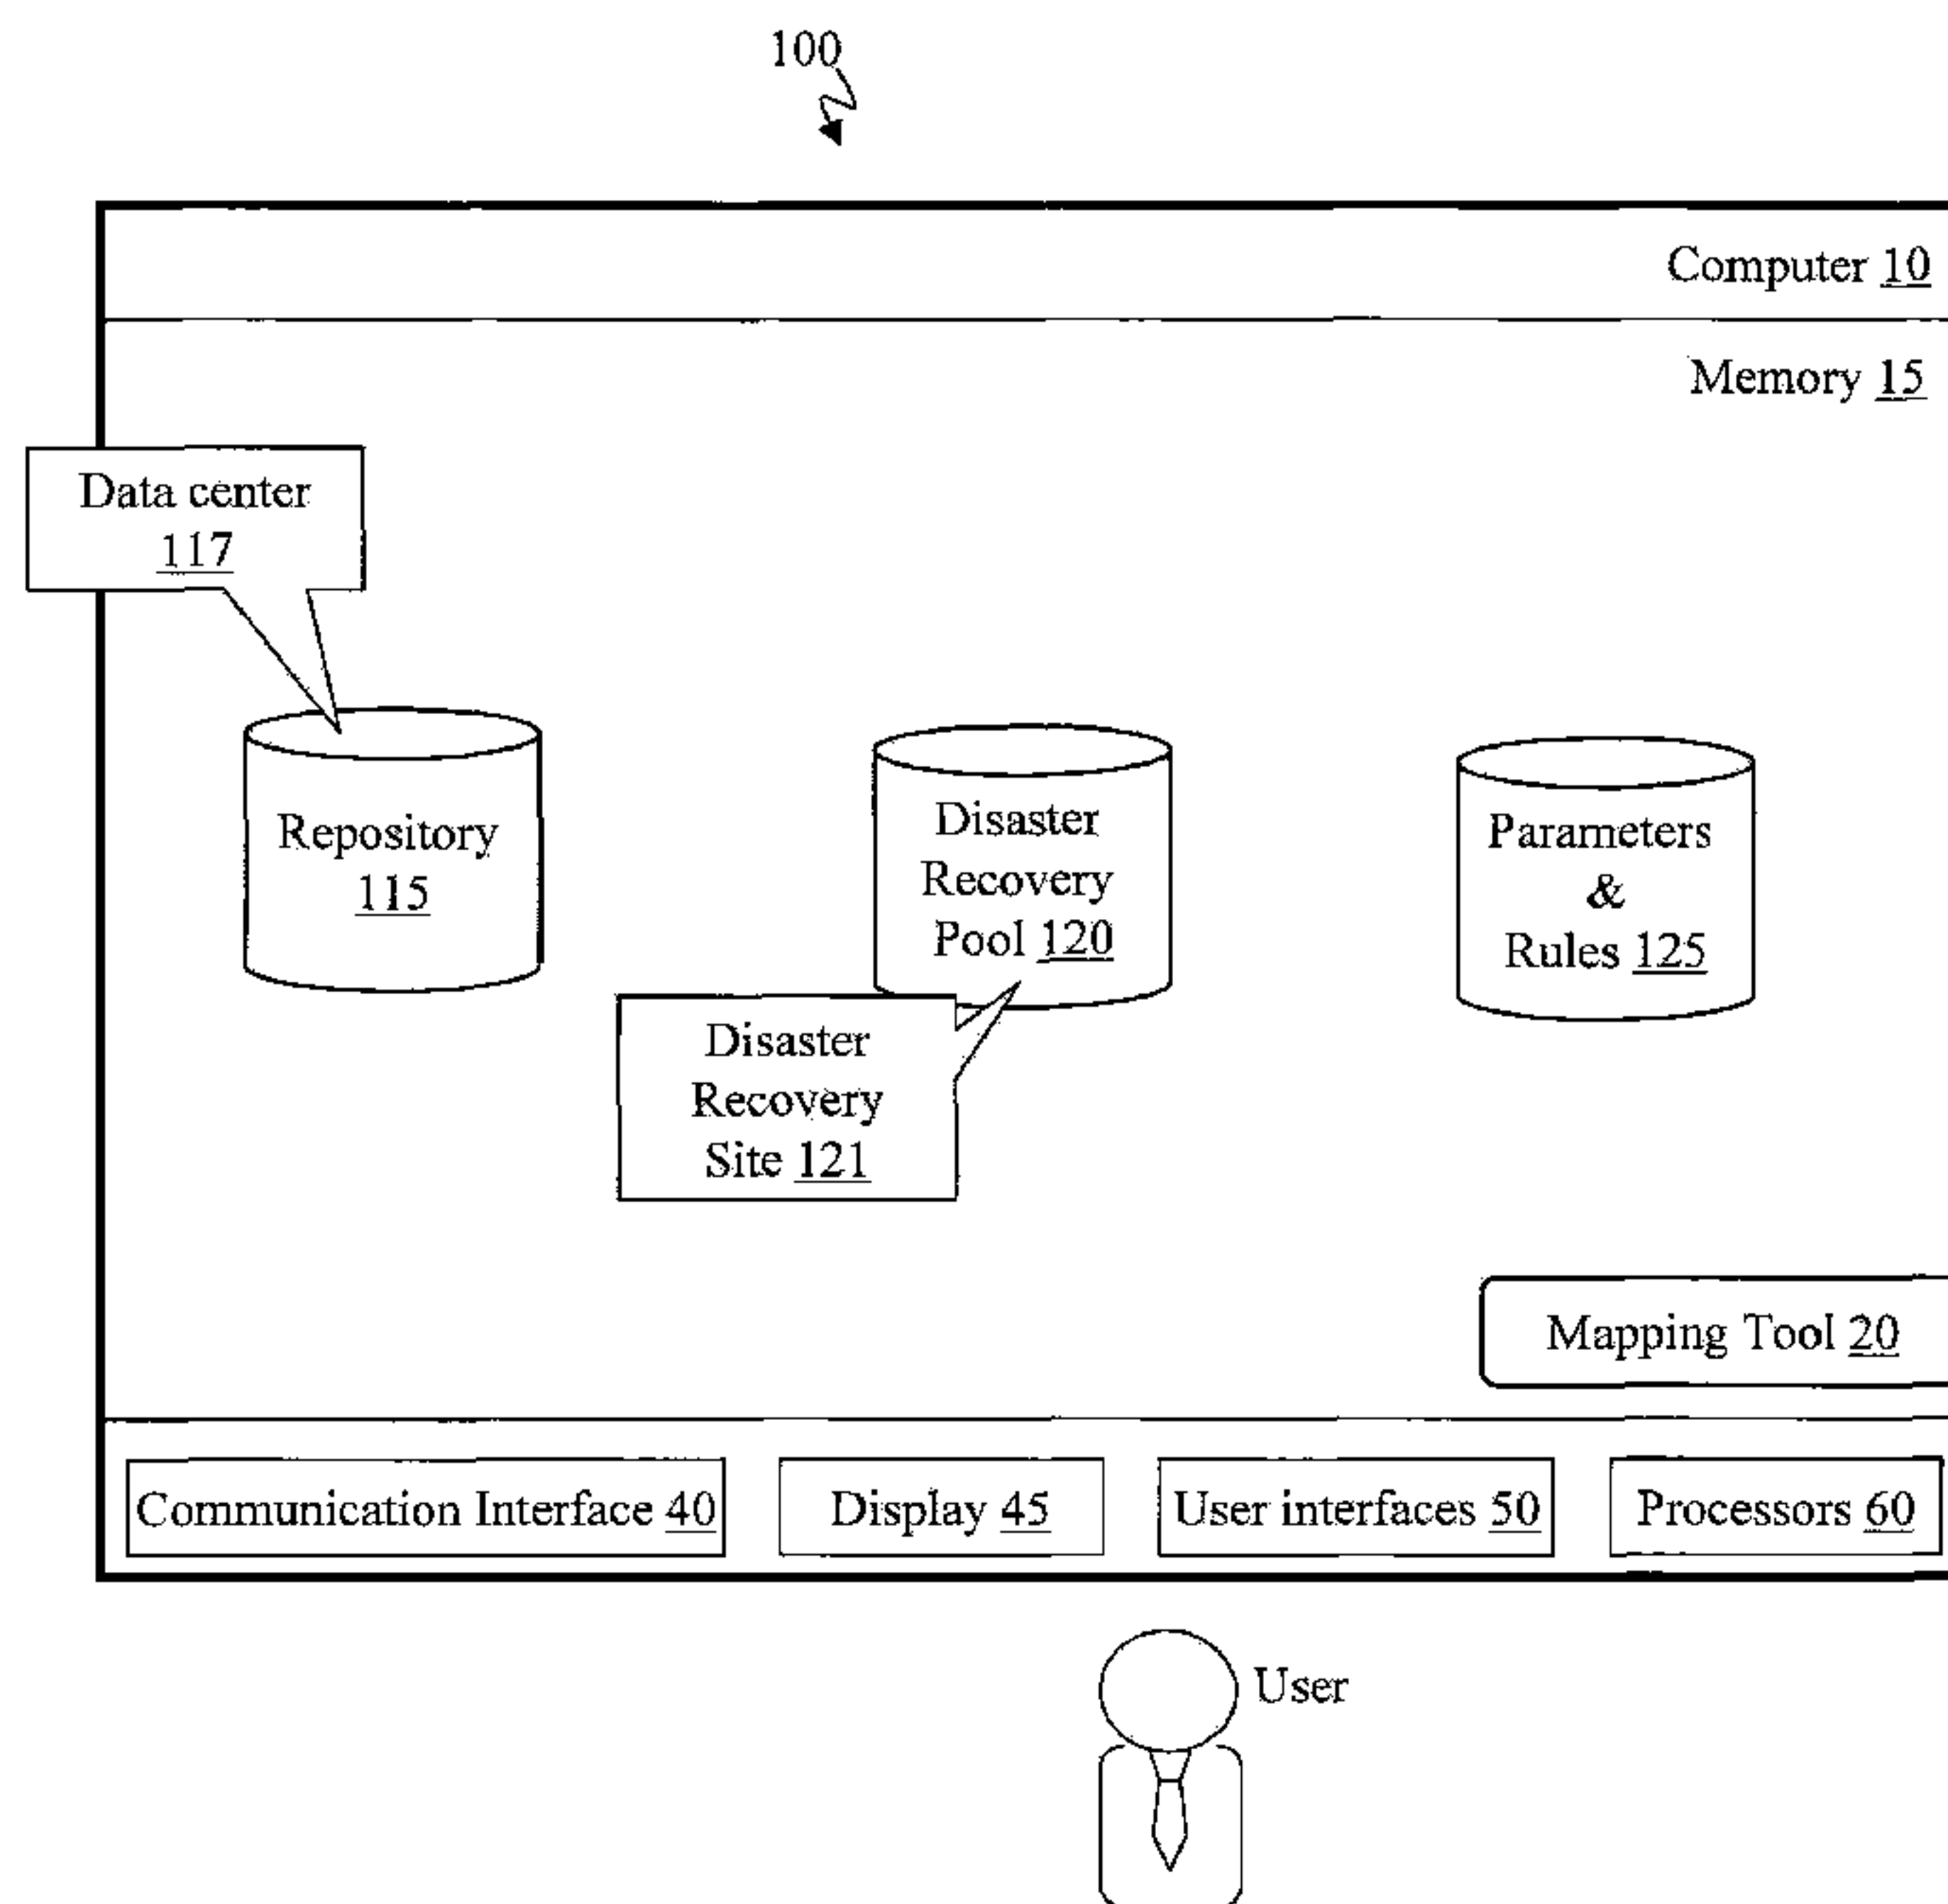 100
Computer 10
Memory 15
Data center
117
Repository
115
Disaster
Recovery
Pool 120
Parameters
&
Rules 125
Disaster
Recovery
Site 121
Mapping Tool 20
Communication Interface 40
Display 45
User interfaces 50
Processors 60
User